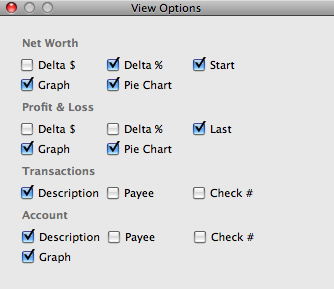 View Options
Net Worth
Delta $ Delta % Start
Graph Pie Chart
Profit & Loss
Delta $ Delta % Last
Graph Pie Chart
Transactions
Description Payee Check #
Account
Description Payee Check #
Graph